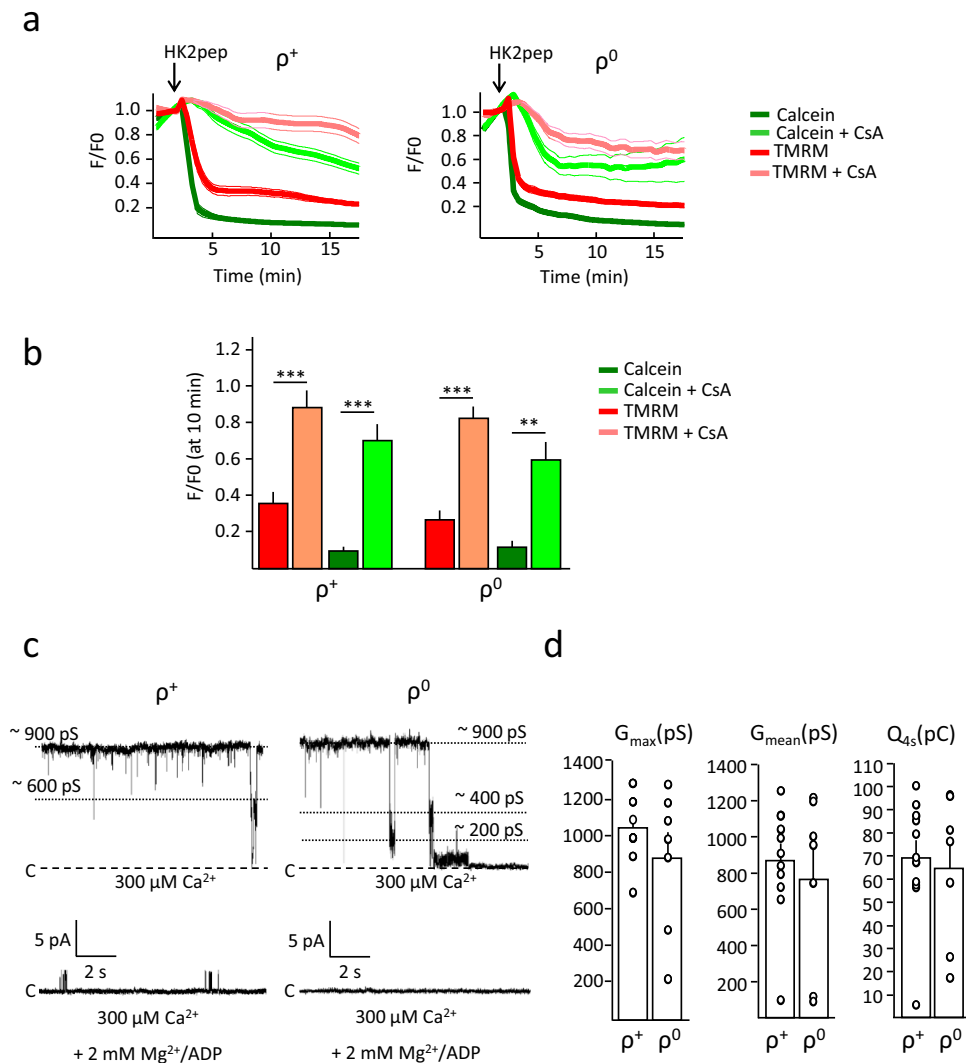 a
HK2pep
ρ⁺
1.0
0.8
0.6
0.4
0.2
F/F0
5
10
15
Time (min)
HK2pep
ρ⁰
1.0
0.8
0.6
0.4
0.2
F/F0
5
10
15
Time (min)
Calcein
Calcein + CsA
TMRM
TMRM + CsA
b
1.2
1.0
0.8
0.6
0.4
0.2
F/F0 (at 10 min)
***
***
***
**
ρ⁺
ρ⁰
Calcein
Calcein + CsA
TMRM
TMRM + CsA
c
ρ⁺
~ 900 pS
~ 600 pS
C
300 µM Ca²⁺
5 pA
2 s
C
300 µM Ca²⁺
+ 2 mM Mg²⁺/ADP
ρ⁰
~ 900 pS
~ 400 pS
~ 200 pS
C
300 µM Ca²⁺
5 pA
2 s
C
300 µM Ca²⁺
+ 2 mM Mg²⁺/ADP
d
Gmax(pS)
1400
1200
1000
800
600
400
200
ρ⁺ ρ⁰
Gmean(pS)
1400
1200
1000
800
600
400
200
ρ⁺ ρ⁰
Q4s(pC)
110
100
90
80
70
60
50
40
30
20
10
ρ⁺ ρ⁰